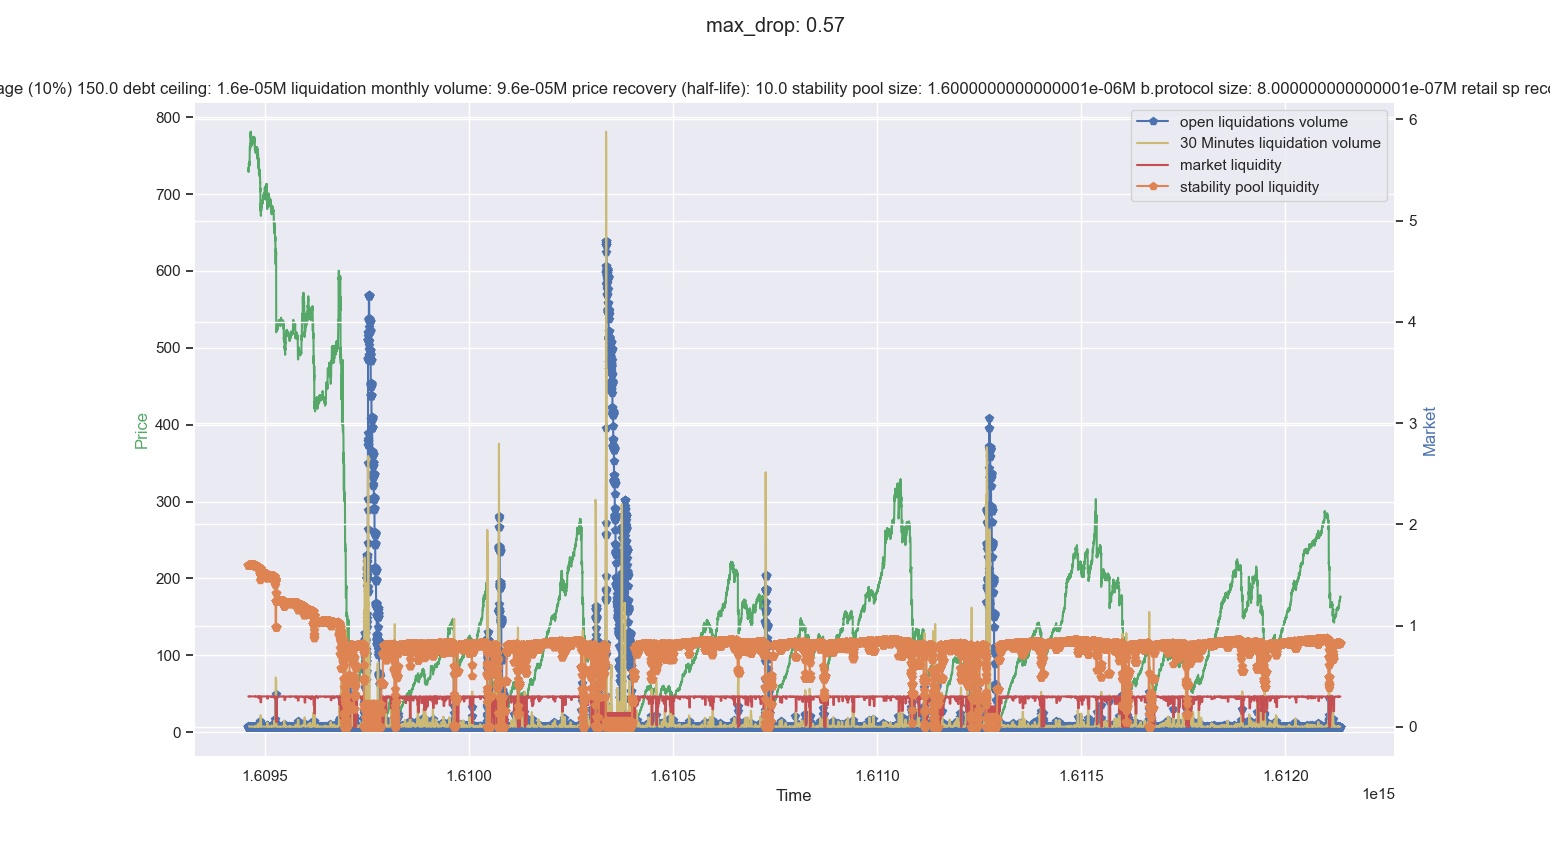 max_drop: 0.57
age (10%) 150.0 debt ceiling: 1.6e-05M liquidation monthly volume: 9.6e-05M price recovery (half-life): 10.0 stability pool size: 1.6000000000000001e-06M b.protocol size: 8.000000000000001e-07M retail sp reco
open liquidations volume
30 Minutes liquidation volume
market liquidity
stability pool liquidity
800
700
600
500
400
300
200
100
0
Price
6
5
4
3
2
1
0
Market
1.6095 1.6100 1.6105 1.6110 1.6115 1.6120
1e15
Time